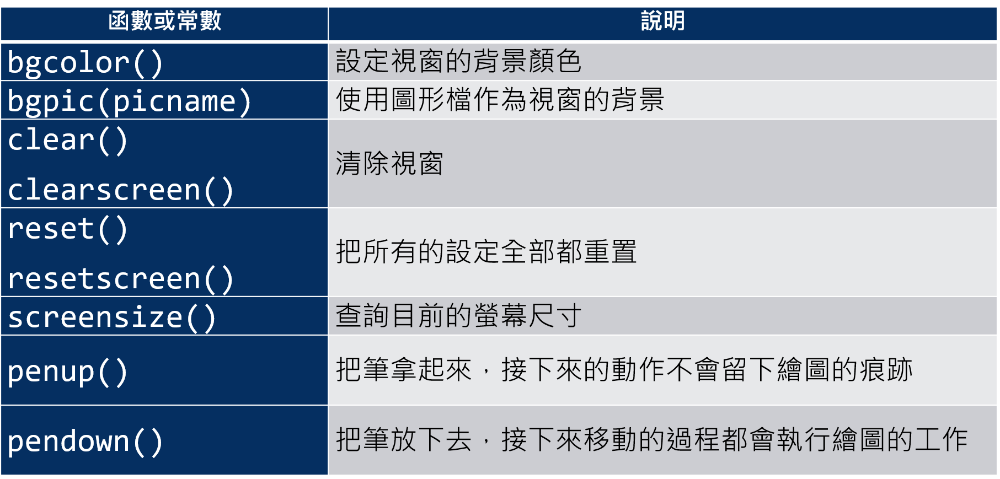 函數或常數 說明
bgcolor() 設定視窗的背景顏色
bgpic(picname) 使用圖形檔作為視窗的背景
clear()
clearscreen()
清除視窗
reset()
resetscreen()
把所有的設定全部都重置
screensize() 查詢目前的螢幕尺寸
penup() 把筆拿起來，接下來的動作不會留下繪圖的痕跡
pendown() 把筆放下去，接下來移動的過程都會執行繪圖的工作